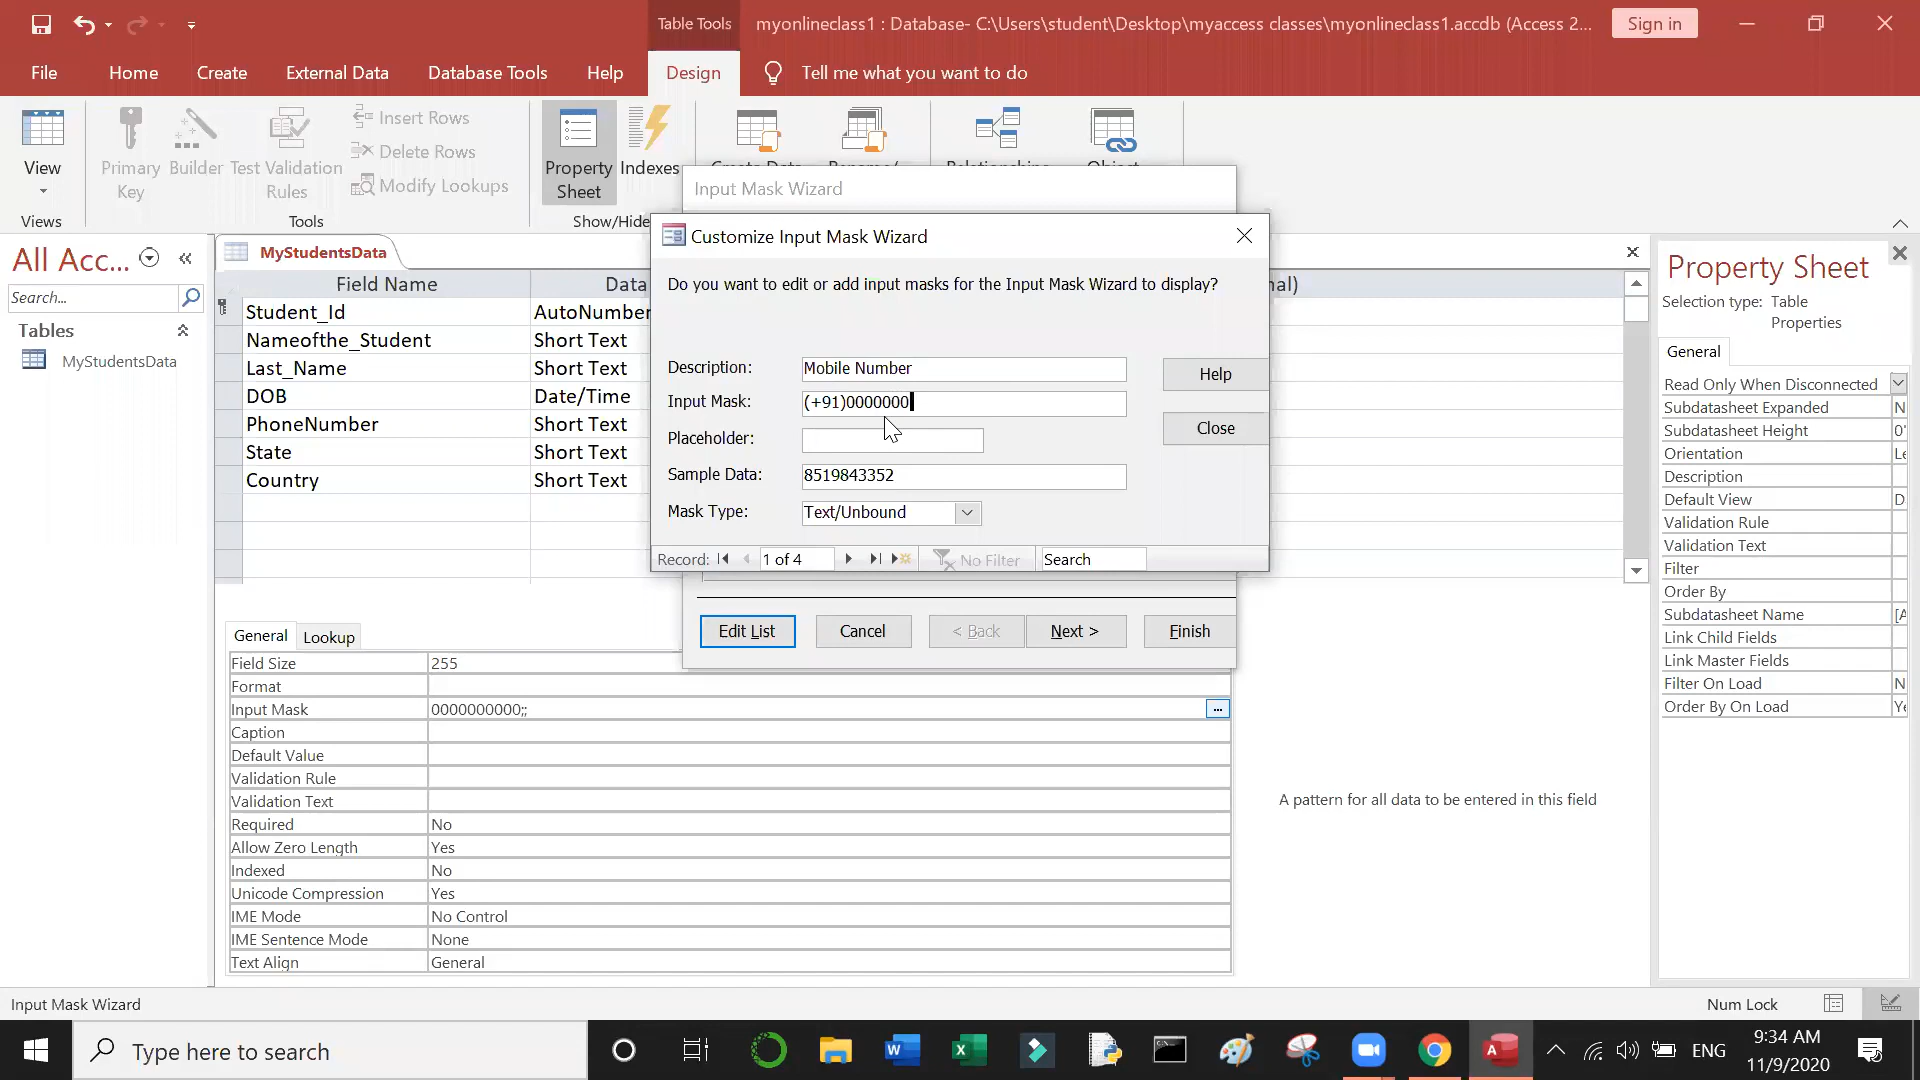 Table Tools
myonlineclass1 : Database- C:\Users\student\Desktop\myaccess classes\myonlineclass1.accdb (Access 2...
Sign in
File
Home
Create
External Data
Database Tools
Help
Design
Tell me what you want to do
View
Primary
Key
Builder
Test Validation
Rules
Insert Rows
Delete Rows
Modify Lookups
Property
Sheet
Indexes
Create Data
Rename/
Relationships
Object
Views
Tools
Show/Hide
Input Mask Wizard
All Acc...
Search...
Tables
MyStudentsData
MyStudentsData
Field Name
Data
nal)
Student_Id
AutoNumber
Nameofthe_Student
Short Text
Last_Name
Short Text
DOB
Date/Time
PhoneNumber
Short Text
State
Short Text
Country
Short Text
Customize Input Mask Wizard
Do you want to edit or add input masks for the Input Mask Wizard to display?
Description:
Mobile Number
Help
Input Mask:
(+91)0000000
Close
Placeholder:
Sample Data:
8519843352
Mask Type:
Text/Unbound
Record:
1 of 4
No Filter
Search
Edit List
Cancel
< Back
Next >
Finish
General
Lookup
Field Size
255
Format
Input Mask
0000000000;;
...
Caption
Default Value
Validation Rule
Validation Text
Required
No
Allow Zero Length
Yes
Indexed
No
Unicode Compression
Yes
IME Mode
No Control
IME Sentence Mode
None
Text Align
General
A pattern for all data to be entered in this field
Property Sheet
Selection type: Table
Properties
General
Read Only When Disconnected
Subdatasheet Expanded
N
Subdatasheet Height
0"
Orientation
Le
Description
Default View
D
Validation Rule
Validation Text
Filter
Order By
Subdatasheet Name
[A
Link Child Fields
Link Master Fields
Filter On Load
N
Order By On Load
Ye
Input Mask Wizard
Num Lock
Type here to search
ENG
9:34 AM
11/9/2020